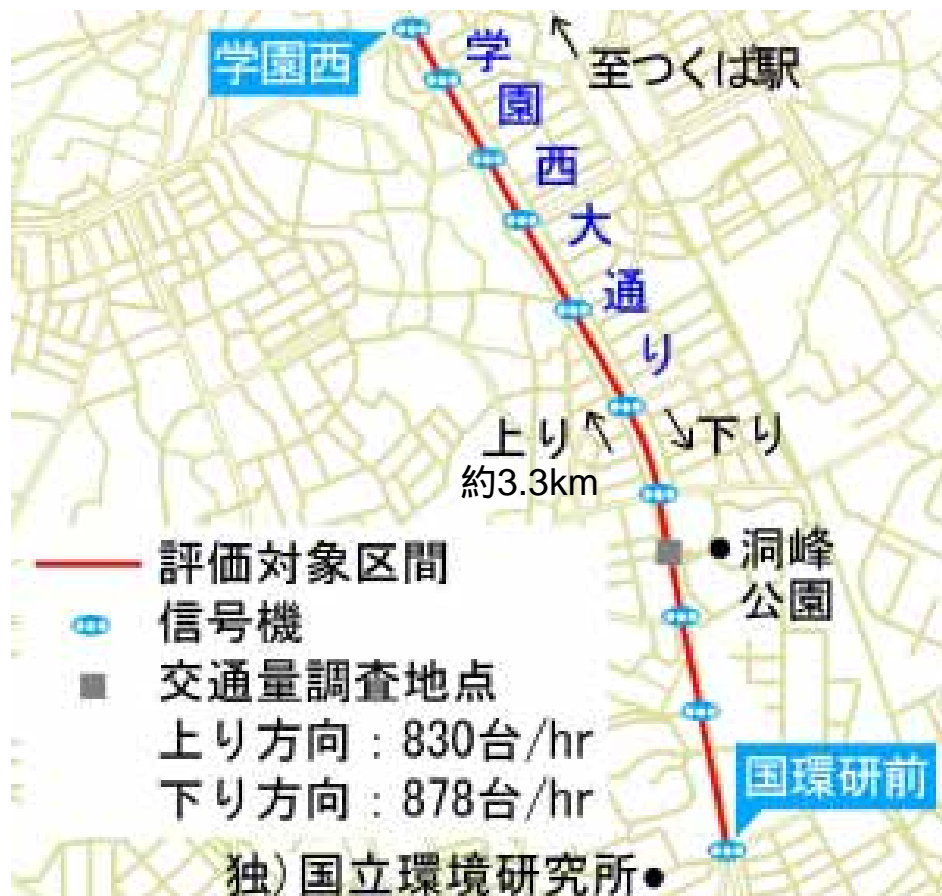 学園西
学園西大通り
至つくば駅
上り
下り
約3.3km
洞峰
公園
評価対象区間
信号機
交通量調査地点
上り方向：830台/hr
下り方向：878台/hr
国環研前
独）国立環境研究所